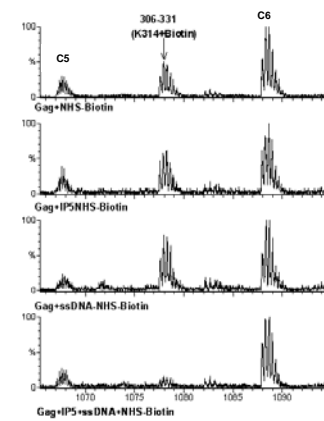 306-331
C5 (K314+Biotin) C6
100
%
0
Gag+NHS-Biotin
100
%
0
Gag+IP5NHS-Biotin
100
%
0
Gag+ssDNA-NHS-Biotin
100
%
0
1070 1075 1080 1085 1090
Gag+IP5+ssDNA+NHS-Biotin